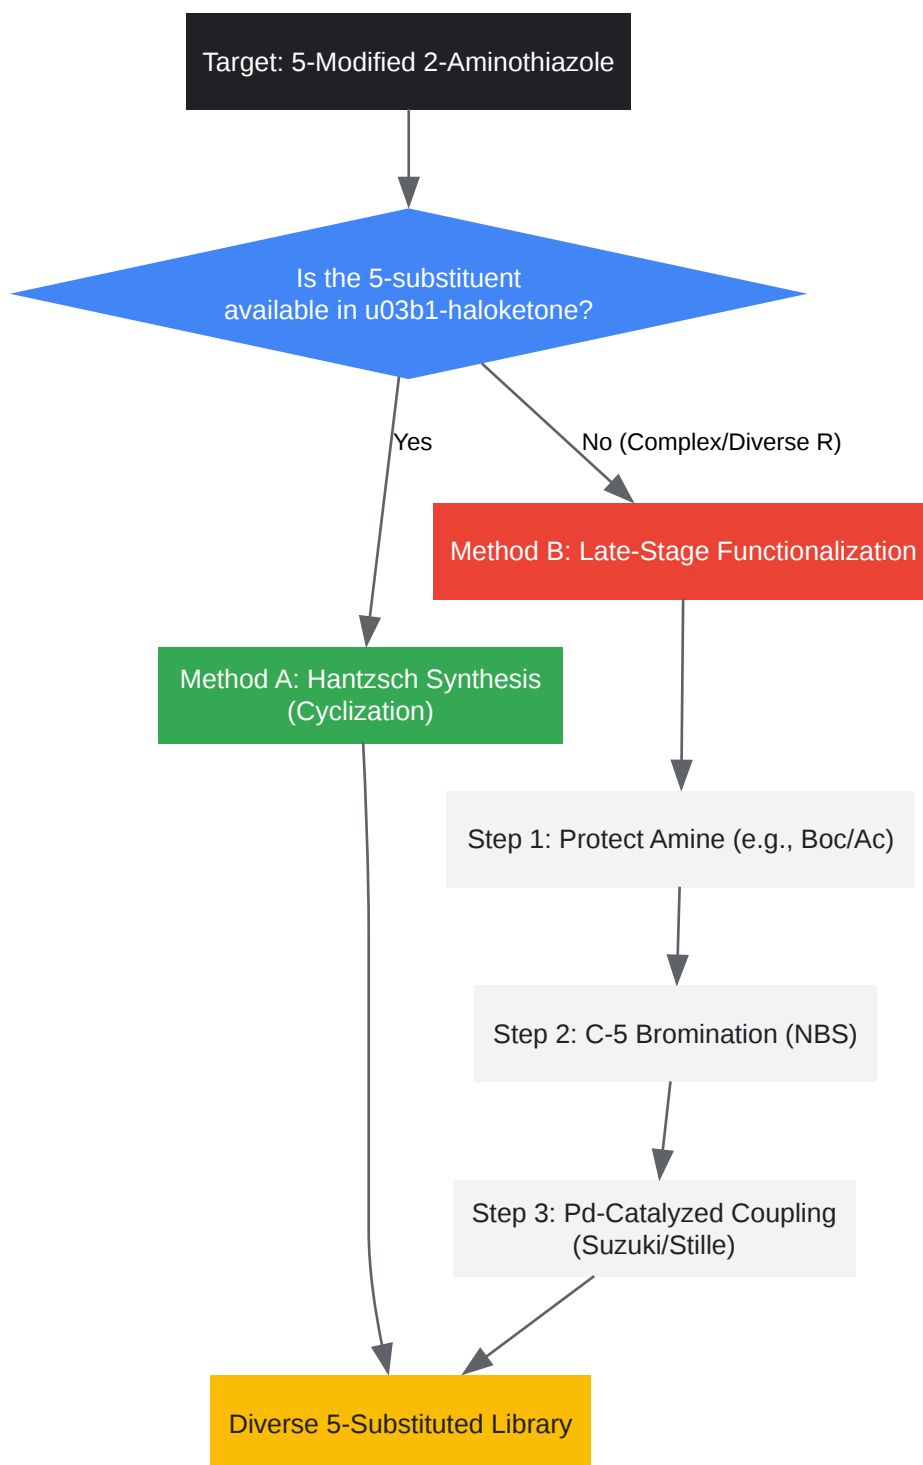 Target: 5-Modified 2-Aminothiazole
Is the 5-substituent
available in u03b1-haloketone?
Yes
No (Complex/Diverse R)
Method B: Late-Stage Functionalization
Method A: Hantzsch Synthesis
(Cyclization)
Step 1: Protect Amine (e.g., Boc/Ac)
Step 2: C-5 Bromination (NBS)
Step 3: Pd-Catalyzed Coupling
(Suzuki/Stille)
Diverse 5-Substituted Library